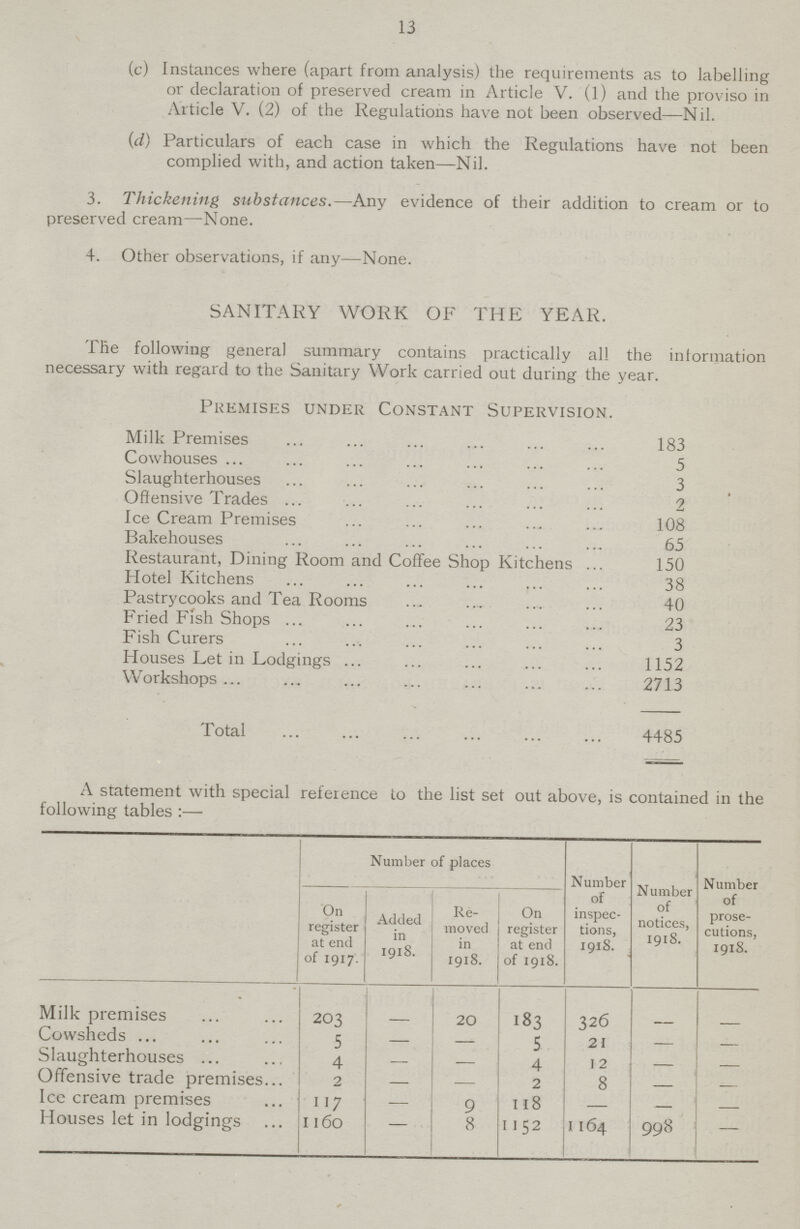 13
(c) Instances where (apart from analysis) the requirements as to labelling
or declaration of preserved cream in Article V. (1) and the proviso in
Article V. (2) of the Regulations have not been observed—Nil.
(d) Particulars of each case in which the Regulations have not been
complied with, and action taken—Nil.
3. Thickening substances.—Any evidence of their addition to cream or to
preserved cream—None.
4. Other observations, if any—None.
SANITARY WORK OF THE YEAR.
The following general summary contains practically all the information
necessary with regard to the Sanitary Work carried out during the year.
PREMISES UNDER CONSTANT SUPERVISION.
Milk Premises ... ... ... ... ... ... 183
Cowhouses ... ... ... ... ... ... ... 5
Slaughterhouses ... ... ... ... ... ... 3
Offensive Trades ... ... ... ... ... ... 2
Ice Cream Premises ... ... ... ... ... 108
Bakehouses ... ... ... ... ... ... 65
Restaurant, Dining Room and Coffee Shop Kitchens ... 150
Hotel Kitchens ... ... ... ... ... ... 38
Pastrycooks and Tea Rooms ... ... ... ... 40
Fried Fish Shops ... ... ... ... ... ... 23
Fish Curers ... ... ... ... ... ... 3
Houses Let in Lodgings ... ... ... ... ... 1152
Workshops ... ... ... ... ... ... ... 2713
Total ... ... ... ... ... ... 4485
A statement with special reference to the list set out above, is contained in the
following tables :—
Number of places
On
register
at end
of 1917.
Added
in
1918.
Re-
moved
in
1918.
On
register
at end
of 1918.
Number
of
inspec-
tions,
1918.
Number
of
notices,
1918.
Number
of
prose-
cutions,
1918.
Milk premises ... ... 203 — 20 183 326 — —
Cowsheds ... ... ... 5 — — 5 21 — —
Slaughterhouses ... ... 4 — — 4 12 — —
Offensive trade premises... 2 — — 2 8 — —
Ice cream premises ... 117 — 9 118 — — —
Houses let in lodgings ... 1160 — 8 1152 1164 998 —